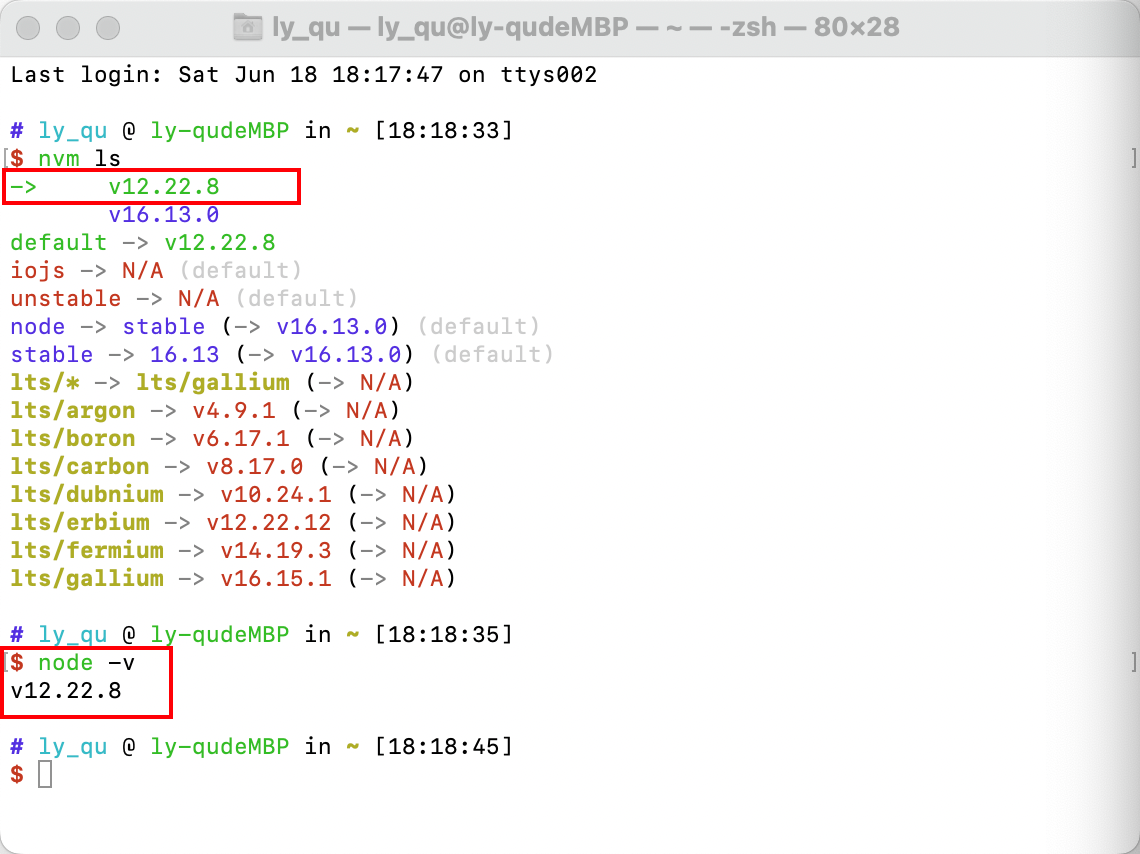 ly_qu — ly_qu@ly-qudeMBP — ~ — -zsh — 80×28
Last login: Sat Jun 18 18:17:47 on ttys002
# ly_qu @ ly-qudeMBP in ~ [18:18:33]
[$ nvm ls ]
->     v12.22.8
       v16.13.0
default -> v12.22.8
iojs -> N/A (default)
unstable -> N/A (default)
node -> stable (-> v16.13.0) (default)
stable -> 16.13 (-> v16.13.0) (default)
lts/* -> lts/gallium (-> N/A)
lts/argon -> v4.9.1 (-> N/A)
lts/boron -> v6.17.1 (-> N/A)
lts/carbon -> v8.17.0 (-> N/A)
lts/dubnium -> v10.24.1 (-> N/A)
lts/erbium -> v12.22.12 (-> N/A)
lts/fermium -> v14.19.3 (-> N/A)
lts/gallium -> v16.15.1 (-> N/A)
# ly_qu @ ly-qudeMBP in ~ [18:18:35]
[$ node -v ]
v12.22.8
# ly_qu @ ly-qudeMBP in ~ [18:18:45]
$